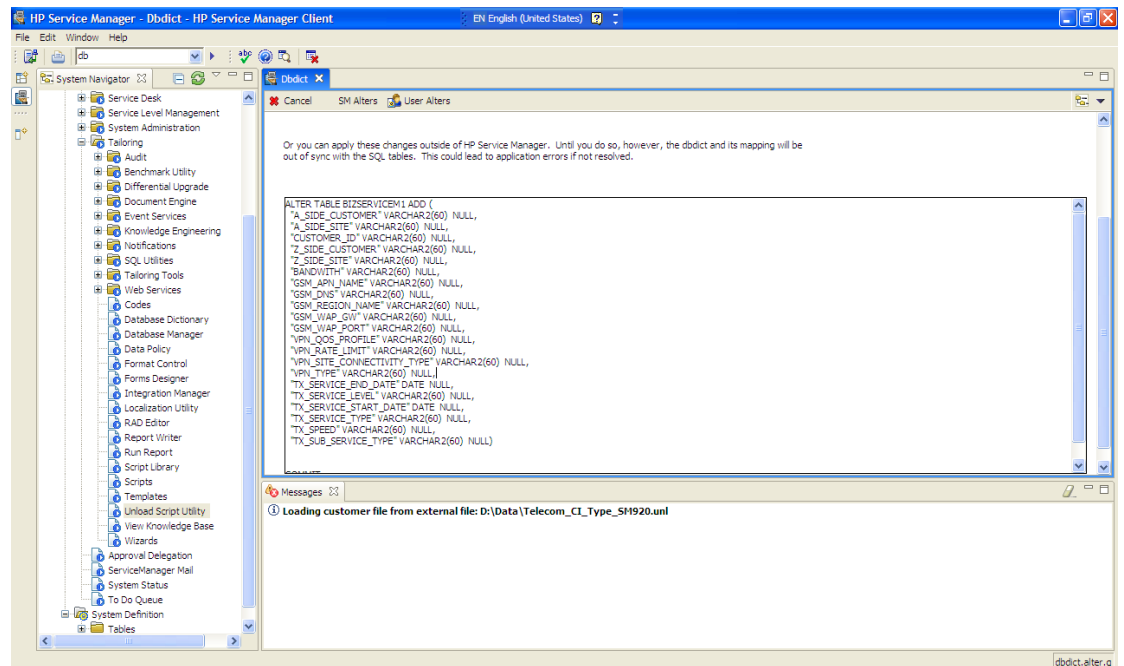 HP Service Manager - Dbdict - HP Service Manager Client
EN English (United States)
File Edit Window Help
db
System Navigator
Service Desk
Service Level Management
System Administration
Tailoring
Audit
Benchmark Utility
Differential Upgrade
Document Engine
Event Services
Knowledge Engineering
Notifications
SQL Utilities
Tailoring Tools
Web Services
Codes
Database Dictionary
Database Manager
Data Policy
Format Control
Forms Designer
Integration Manager
Localization Utility
RAD Editor
Report Writer
Run Report
Script Library
Scripts
Templates
Unload Script Utility
View Knowledge Base
Wizards
Approval Delegation
ServiceManager Mail
System Status
To Do Queue
System Definition
Tables
Dbdict
Cancel SM Alters User Alters
Or you can apply these changes outside of HP Service Manager. Until you do so, however, the dbdict and its mapping will be
out of sync with the SQL tables. This could lead to application errors if not resolved.
ALTER TABLE BIZSERVICEM1 ADD (
"A_SIDE_CUSTOMER" VARCHAR2(60) NULL,
"A_SIDE_SITE" VARCHAR2(60) NULL,
"CUSTOMER_ID" VARCHAR2(60) NULL,
"Z_SIDE_CUSTOMER" VARCHAR2(60) NULL,
"Z_SIDE_SITE" VARCHAR2(60) NULL,
"BANDWITH" VARCHAR2(60) NULL,
"GSM_APN_NAME" VARCHAR2(60) NULL,
"GSM_DNS" VARCHAR2(60) NULL,
"GSM_REGION_NAME" VARCHAR2(60) NULL,
"GSM_WAP_GW" VARCHAR2(60) NULL,
"GSM_WAP_PORT" VARCHAR2(60) NULL,
"VPN_QOS_PROFILE" VARCHAR2(60) NULL,
"VPN_RATE_LIMIT" VARCHAR2(60) NULL,
"VPN_SITE_CONNECTIVITY_TYPE" VARCHAR2(60) NULL,
"VPN_TYPE" VARCHAR2(60) NULL,
"TX_SERVICE_END_DATE" DATE NULL,
"TX_SERVICE_LEVEL" VARCHAR2(60) NULL,
"TX_SERVICE_START_DATE" DATE NULL,
"TX_SERVICE_TYPE" VARCHAR2(60) NULL,
"TX_SPEED" VARCHAR2(60) NULL,
"TX_SUB_SERVICE_TYPE" VARCHAR2(60) NULL)
COMMIT
Messages
Loading customer file from external file: D:\Data\Telecom_CI_Type_SM920.unl
dbdict.alter.g